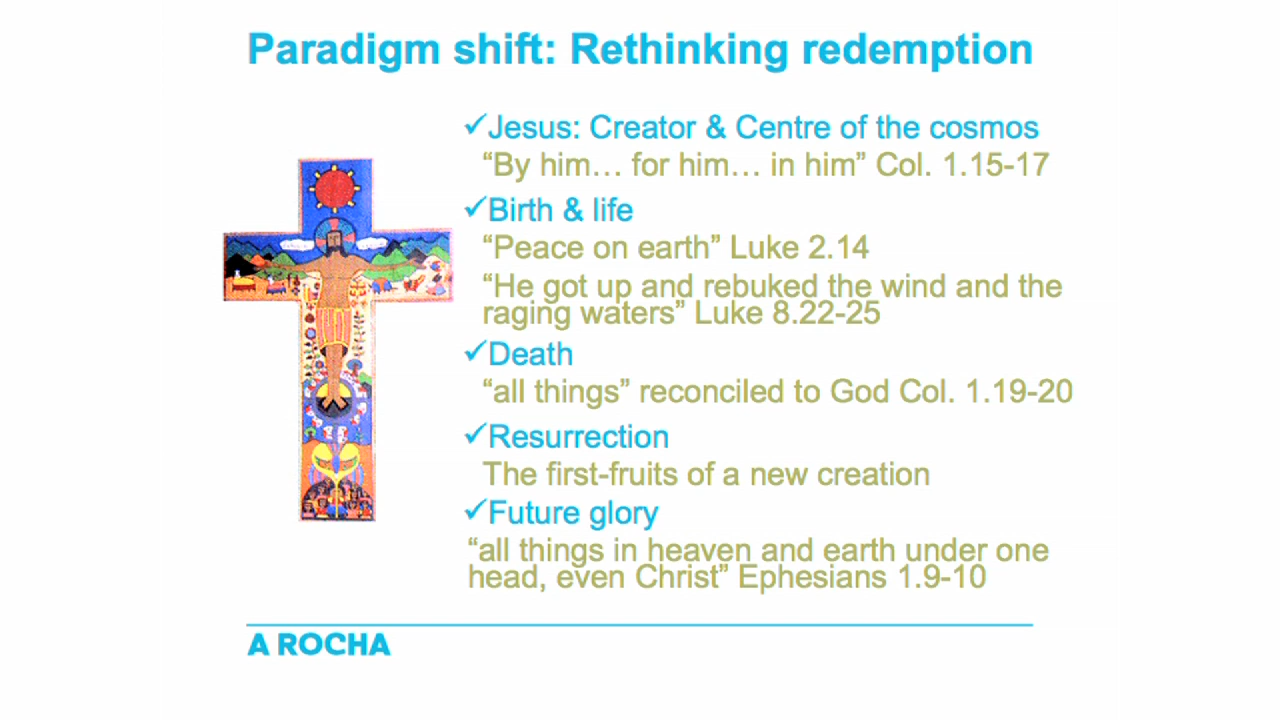 Paradigm shift: Rethinking redemption
✓Jesus: Creator & Centre of the cosmos
“By him… for him… in him” Col. 1.15-17
✓Birth & life
“Peace on earth” Luke 2.14
“He got up and rebuked the wind and the
raging waters” Luke 8.22-25
✓Death
“all things” reconciled to God Col. 1.19-20
✓Resurrection
The first-fruits of a new creation
✓Future glory
“all things in heaven and earth under one
head, even Christ” Ephesians 1.9-10
A ROCHA